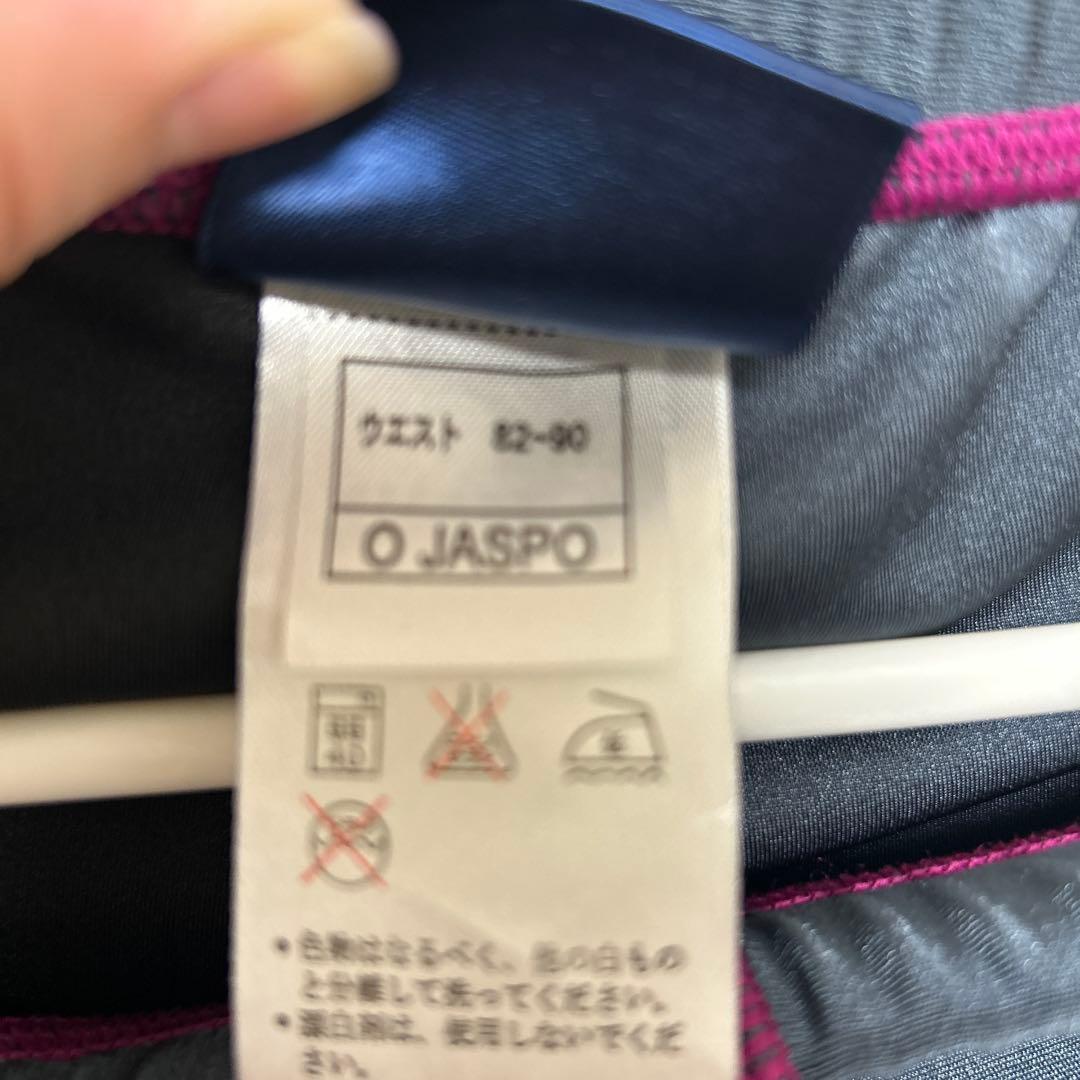 ウエスト 82-90
O JASPO
・色物はなるべく、色の白もの
と分離して洗ってください。
・蛍白剤は、使用しないでくだ
さい。